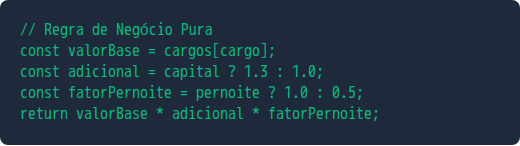 // Regra de Negócio Pura
const valorBase = cargos[cargo];
const adicional = capital ? 1.3 : 1.0;
const fatorPernoite = pernoite ? 1.0 : 0.5;
return valorBase * adicional * fatorPernoite;